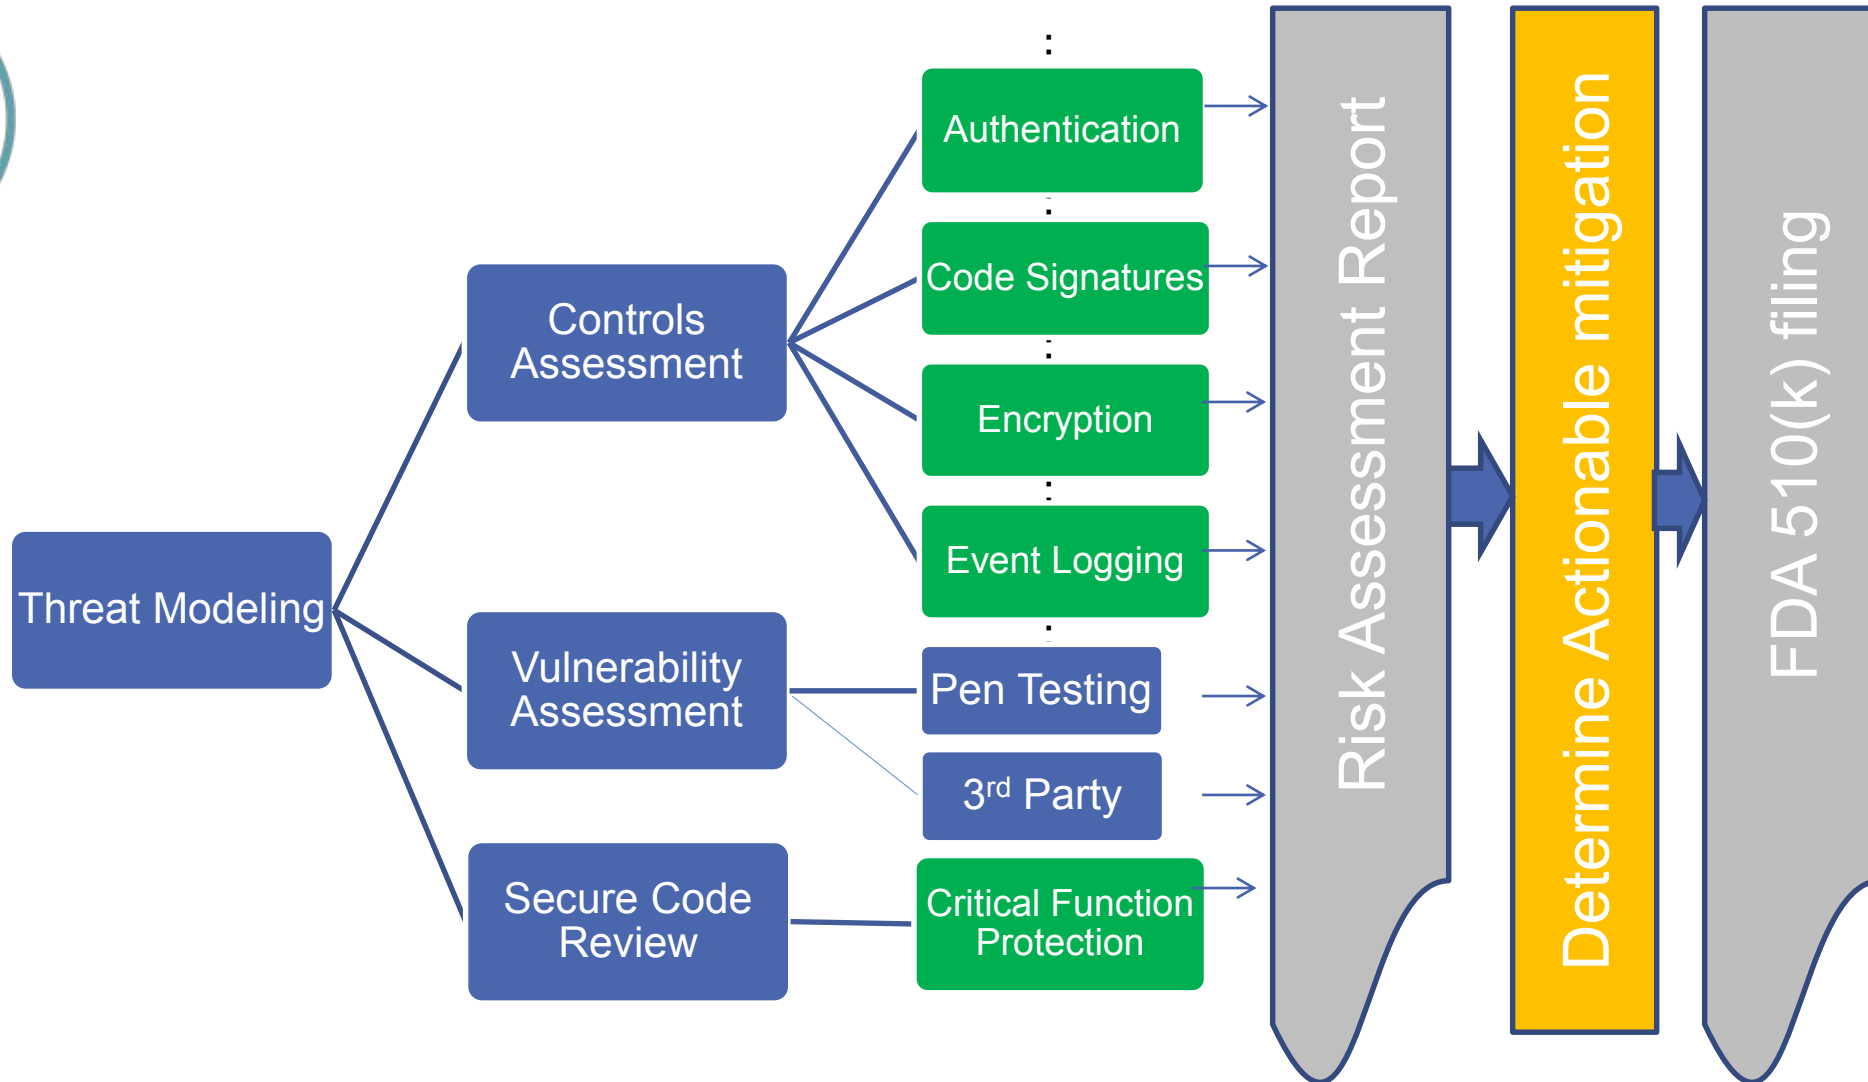 Threat Modeling
Controls
Assessment
Vulnerability
Assessment
Secure Code
Review
Authentication
Code Signatures
Encryption
Event Logging
Pen Testing
3rd Party
Critical Function
Protection
Risk Assessment Report
Determine Actionable mitigation
FDA 510(k) filling